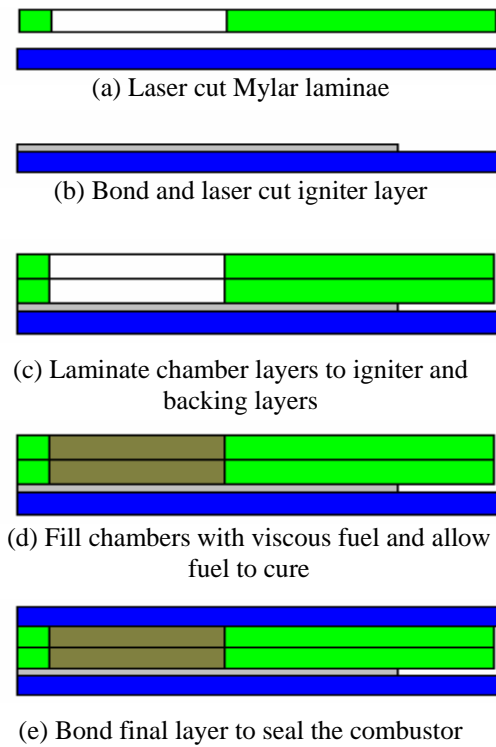 (a) Laser cut Mylar laminae
(b) Bond and laser cut igniter layer
(c) Laminate chamber layers to igniter and
backing layers
(d) Fill chambers with viscous fuel and allow
fuel to cure
(e) Bond final layer to seal the combustor